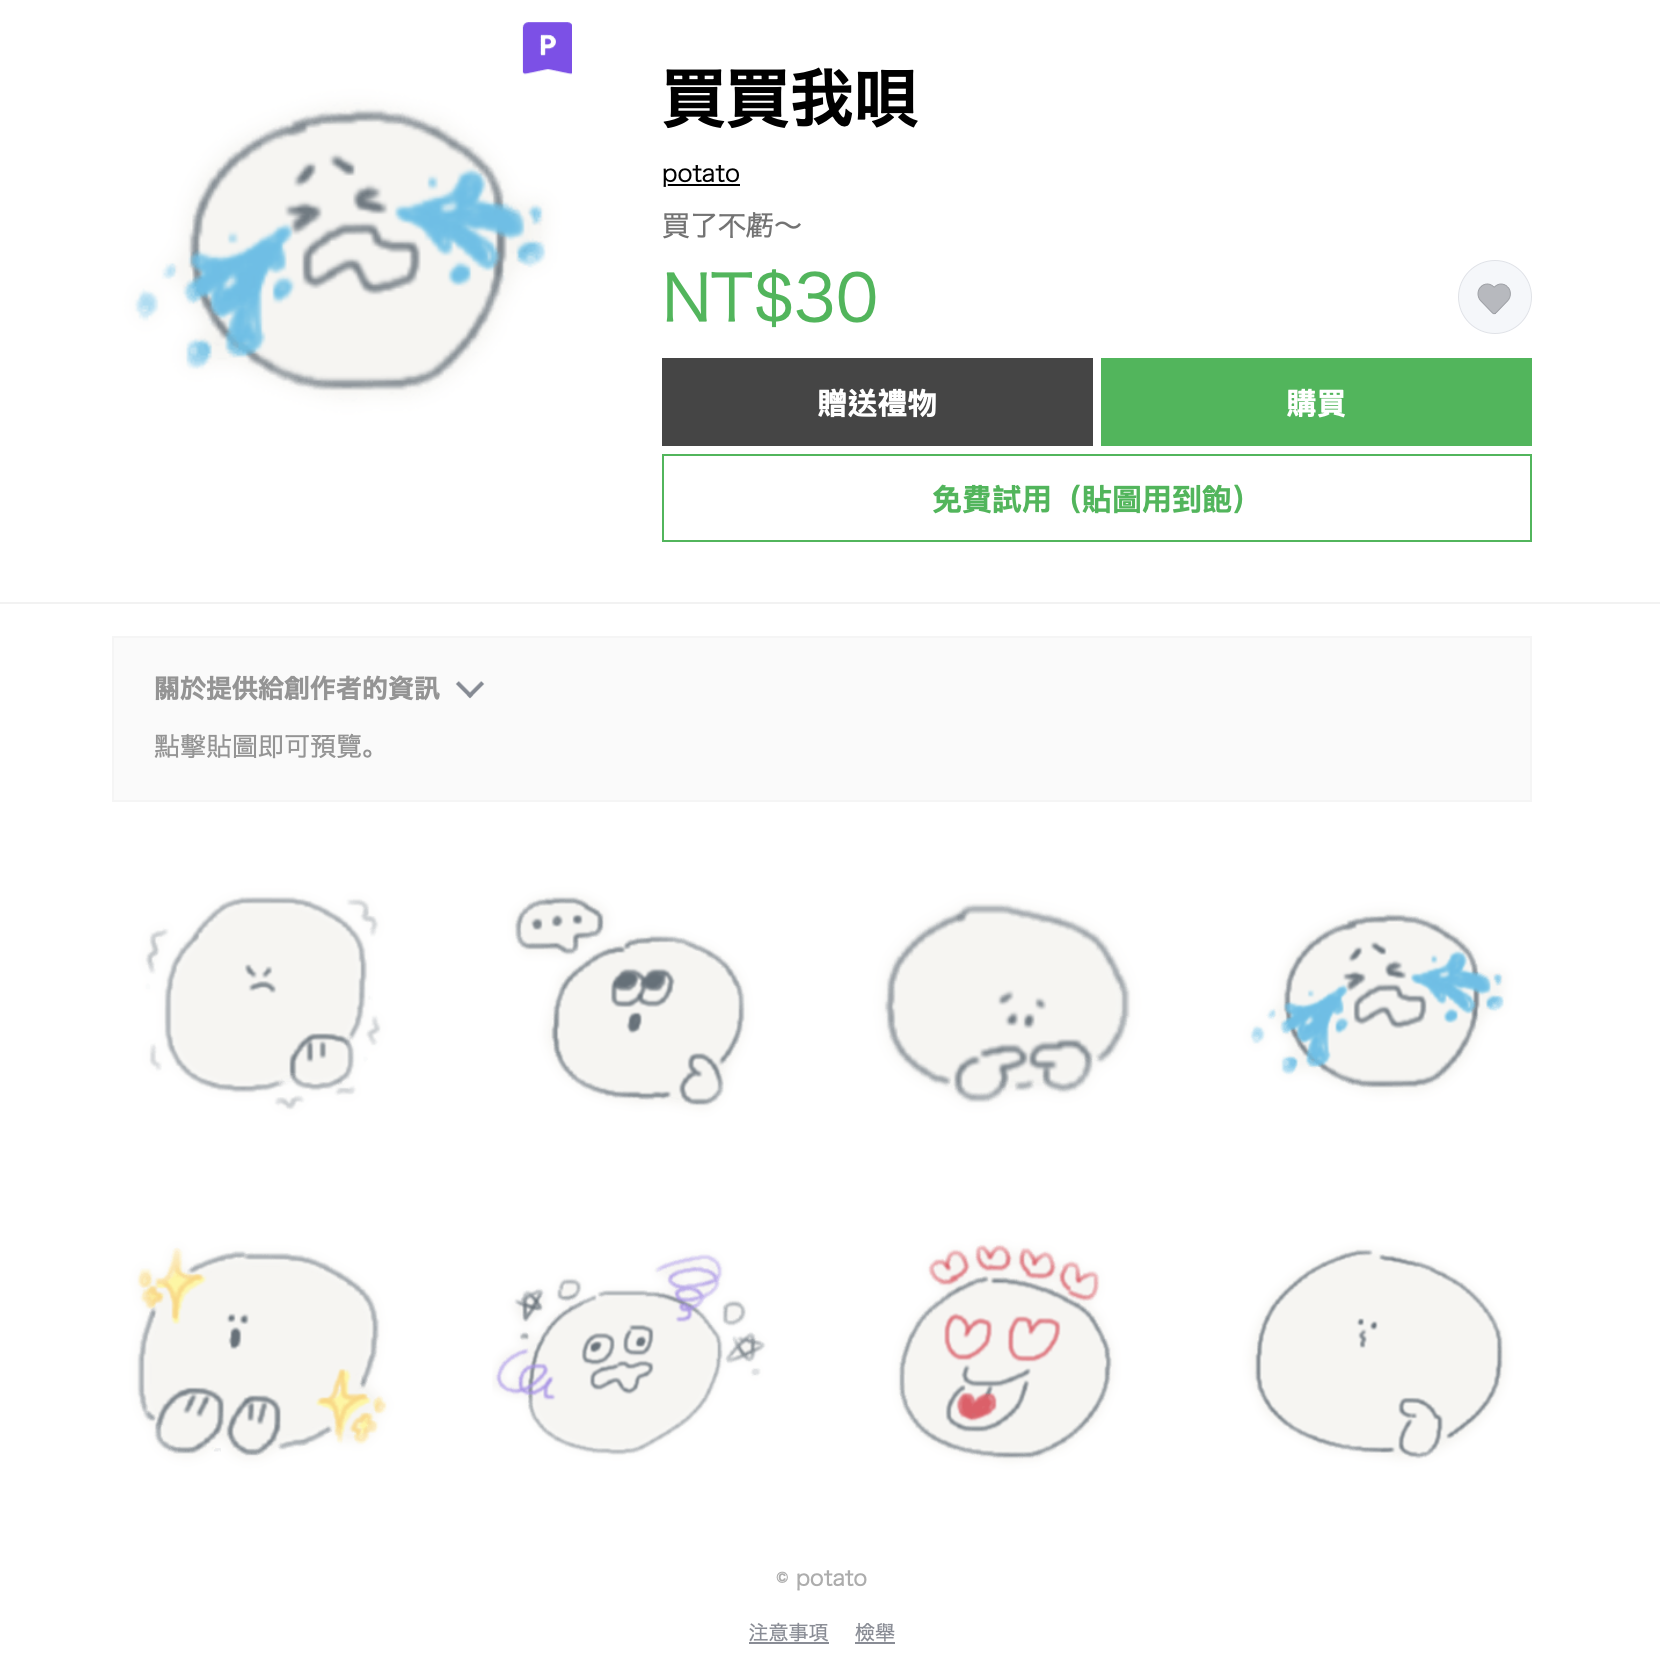 P
買買我唄
potato
買了不虧～
NT$30
贈送禮物
購買
免費試用（貼圖用到飽）
關於提供給創作者的資訊
點擊貼圖即可預覽。
© potato
注意事項
檢舉